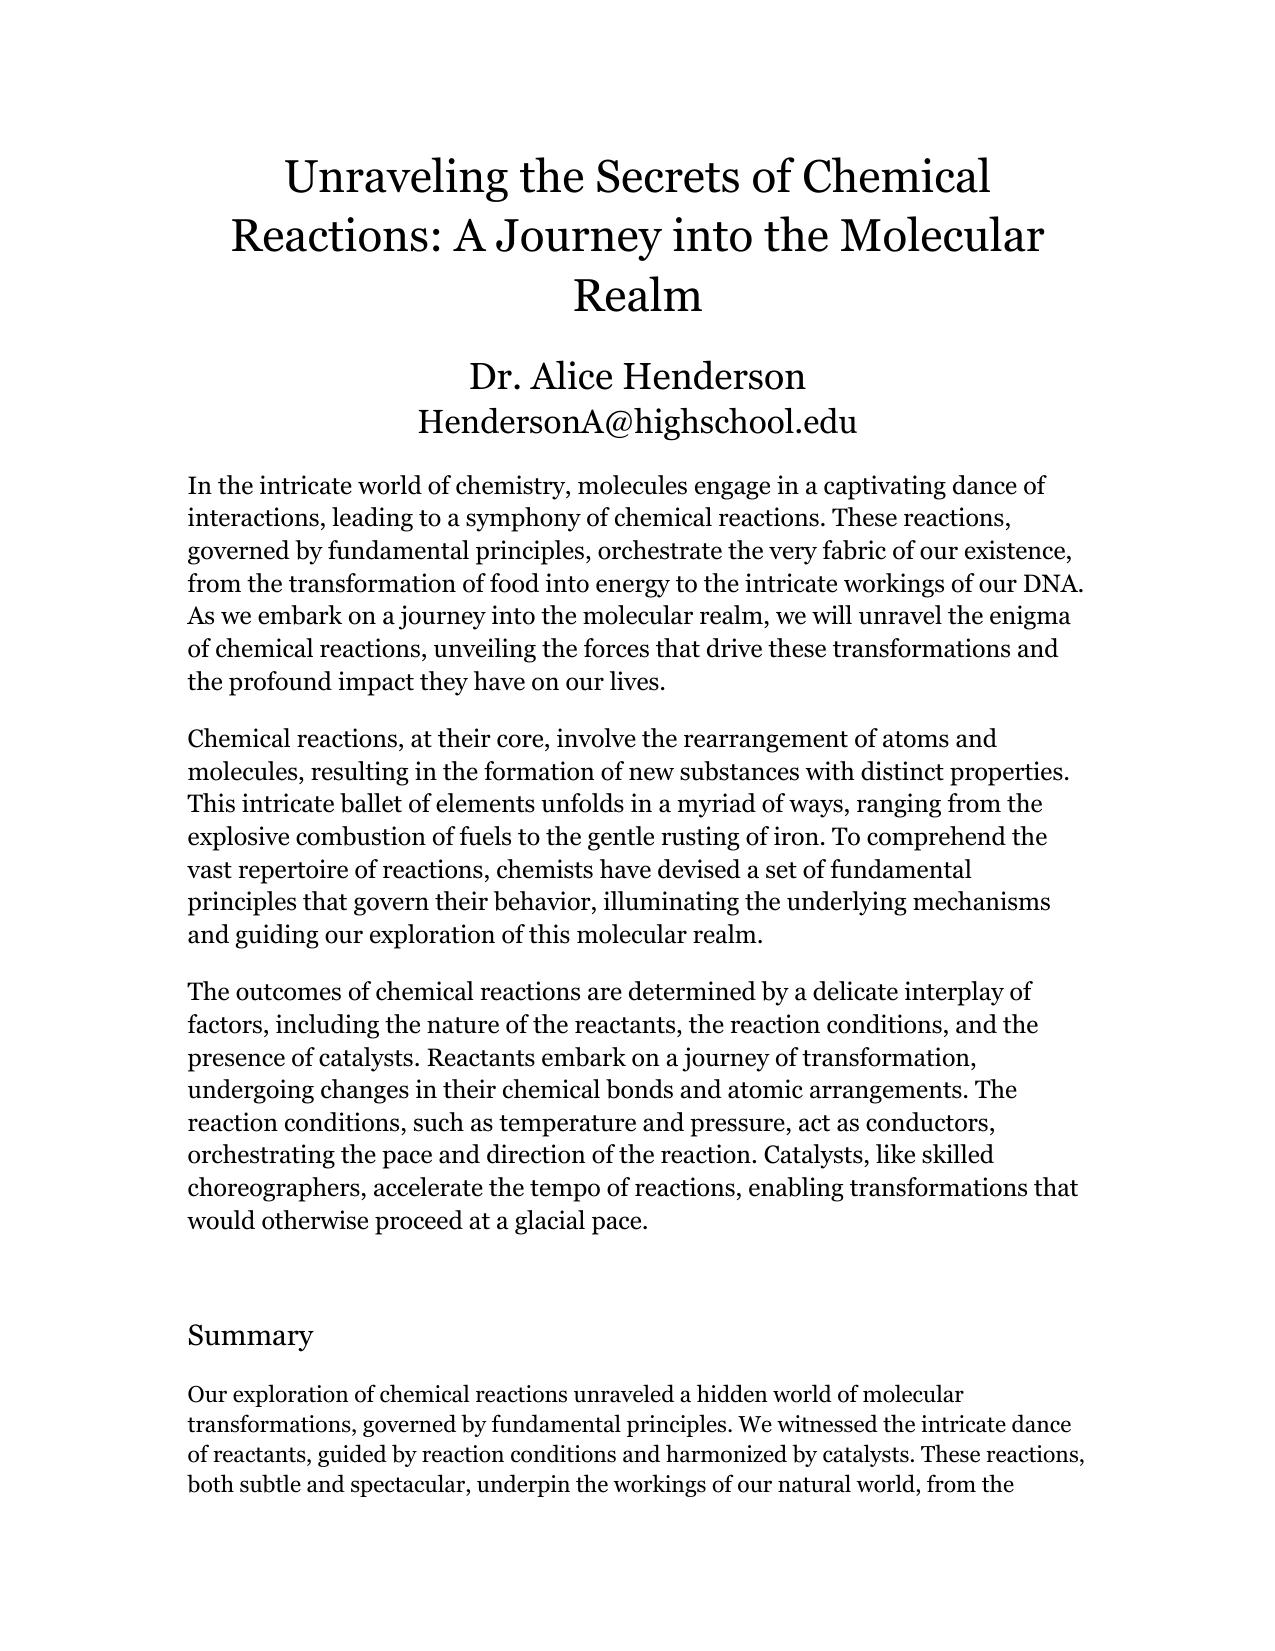 Unraveling the Secrets of Chemical
Reactions: A Journey into the Molecular
Realm
Dr. Alice Henderson
HendersonA@highschool.edu
In the intricate world of chemistry, molecules engage in a captivating dance of
interactions, leading to a symphony of chemical reactions. These reactions,
governed by fundamental principles, orchestrate the very fabric of our existence,
from the transformation of food into energy to the intricate workings of our DNA.
As we embark on a journey into the molecular realm, we will unravel the enigma
of chemical reactions, unveiling the forces that drive these transformations and
the profound impact they have on our lives.
Chemical reactions, at their core, involve the rearrangement of atoms and
molecules, resulting in the formation of new substances with distinct properties.
This intricate ballet of elements unfolds in a myriad of ways, ranging from the
explosive combustion of fuels to the gentle rusting of iron. To comprehend the
vast repertoire of reactions, chemists have devised a set of fundamental
principles that govern their behavior, illuminating the underlying mechanisms
and guiding our exploration of this molecular realm.
The outcomes of chemical reactions are determined by a delicate interplay of
factors, including the nature of the reactants, the reaction conditions, and the
presence of catalysts. Reactants embark on a journey of transformation,
undergoing changes in their chemical bonds and atomic arrangements. The
reaction conditions, such as temperature and pressure, act as conductors,
orchestrating the pace and direction of the reaction. Catalysts, like skilled
choreographers, accelerate the tempo of reactions, enabling transformations that
would otherwise proceed at a glacial pace.
Summary
Our exploration of chemical reactions unraveled a hidden world of molecular
transformations, governed by fundamental principles. We witnessed the intricate dance
of reactants, guided by reaction conditions and harmonized by catalysts. These reactions,
both subtle and spectacular, underpin the workings of our natural world, from the